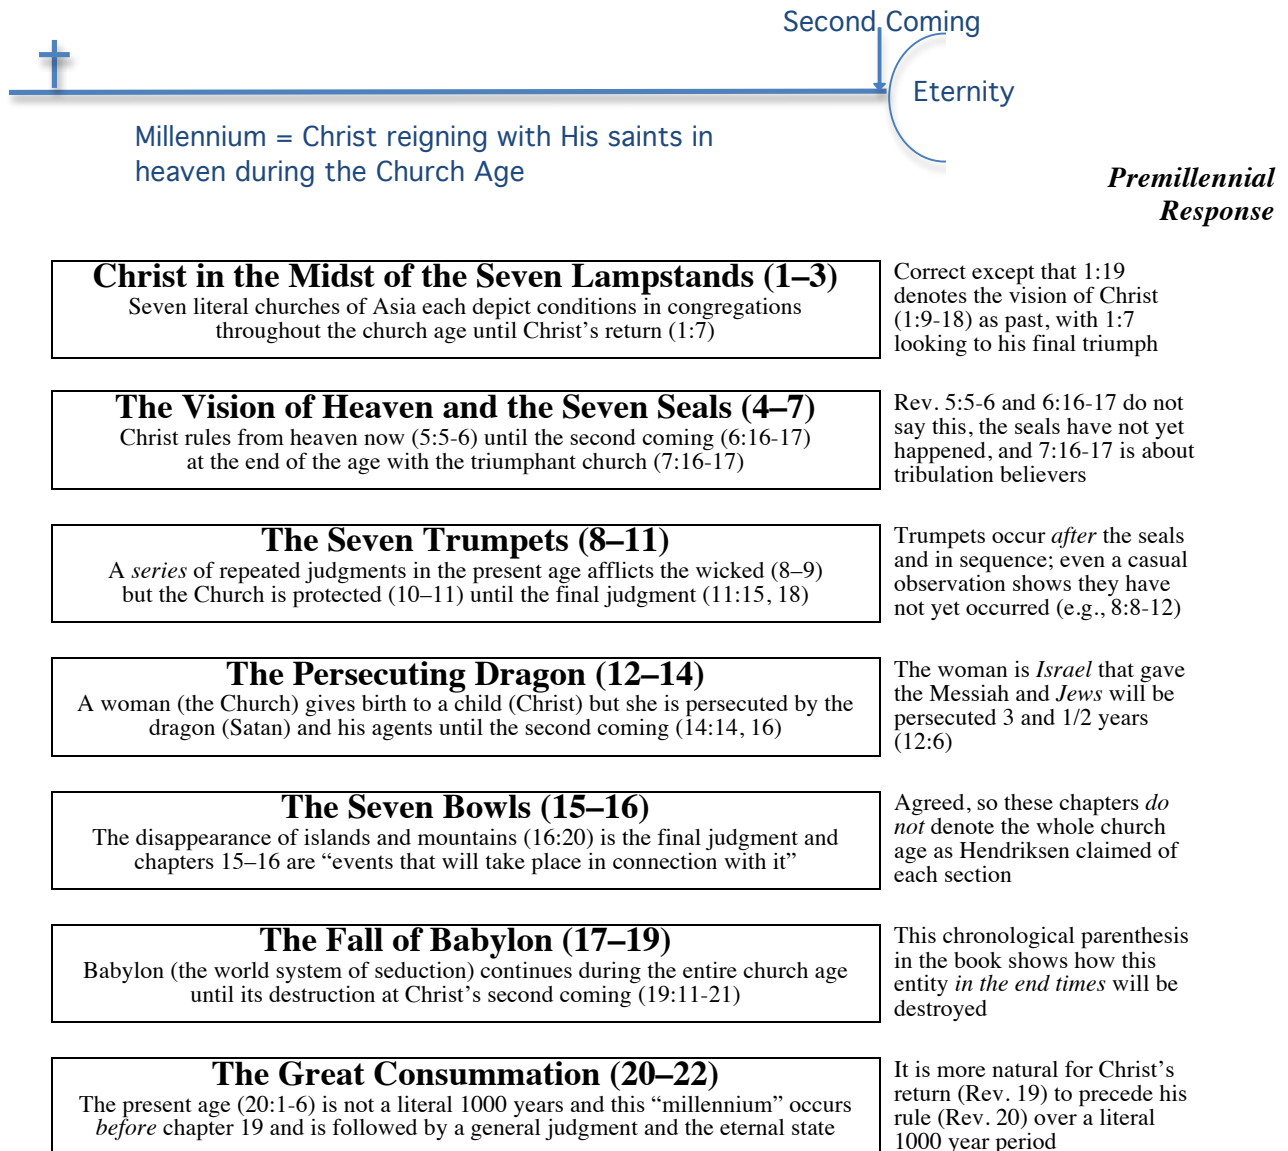 Second Coming
Eternity
Millennium = Christ reigning with His saints in
heaven during the Church Age
Premillennial
Response
Christ in the Midst of the Seven Lampstands (1–3)
Seven literal churches of Asia each depict conditions in congregations
throughout the church age until Christ’s return (1:7)
Correct except that 1:19
denotes the vision of Christ
(1:9-18) as past, with 1:7
looking to his final triumph
The Vision of Heaven and the Seven Seals (4–7)
Christ rules from heaven now (5:5-6) until the second coming (6:16-17)
at the end of the age with the triumphant church (7:16-17)
Rev. 5:5-6 and 6:16-17 do not
say this, the seals have not yet
happened, and 7:16-17 is about
tribulation believers
The Seven Trumpets (8–11)
A series of repeated judgments in the present age afflicts the wicked (8–9)
but the Church is protected (10–11) until the final judgment (11:15, 18)
Trumpets occur after the seals
and in sequence; even a casual
observation shows they have
not yet occurred (e.g., 8:8-12)
The Persecuting Dragon (12–14)
A woman (the Church) gives birth to a child (Christ) but she is persecuted by the
dragon (Satan) and his agents until the second coming (14:14, 16)
The woman is Israel that gave
the Messiah and Jews will be
persecuted 3 and 1/2 years
(12:6)
The Seven Bowls (15–16)
The disappearance of islands and mountains (16:20) is the final judgment and
chapters 15–16 are “events that will take place in connection with it”
Agreed, so these chapters do
not denote the whole church
age as Hendriksen claimed of
each section
The Fall of Babylon (17–19)
Babylon (the world system of seduction) continues during the entire church age
until its destruction at Christ’s second coming (19:11-21)
This chronological parenthesis
in the book shows how this
entity in the end times will be
destroyed
The Great Consummation (20–22)
The present age (20:1-6) is not a literal 1000 years and this “millennium” occurs
before chapter 19 and is followed by a general judgment and the eternal state
It is more natural for Christ’s
return (Rev. 19) to precede his
rule (Rev. 20) over a literal
1000 year period